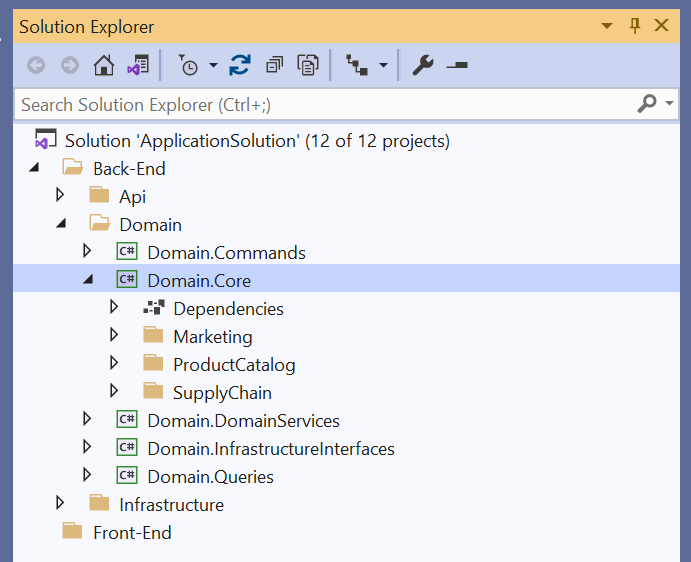 Solution Explorer
Search Solution Explorer (Ctrl+;)
Solution 'ApplicationSolution' (12 of 12 projects)
Back-End
Api
Domain
C# Domain.Commands
C# Domain.Core
Dependencies
Marketing
ProductCatalog
SupplyChain
C# Domain.DomainServices
C# Domain.InfrastructureInterfaces
C# Domain.Queries
Infrastructure
Front-End